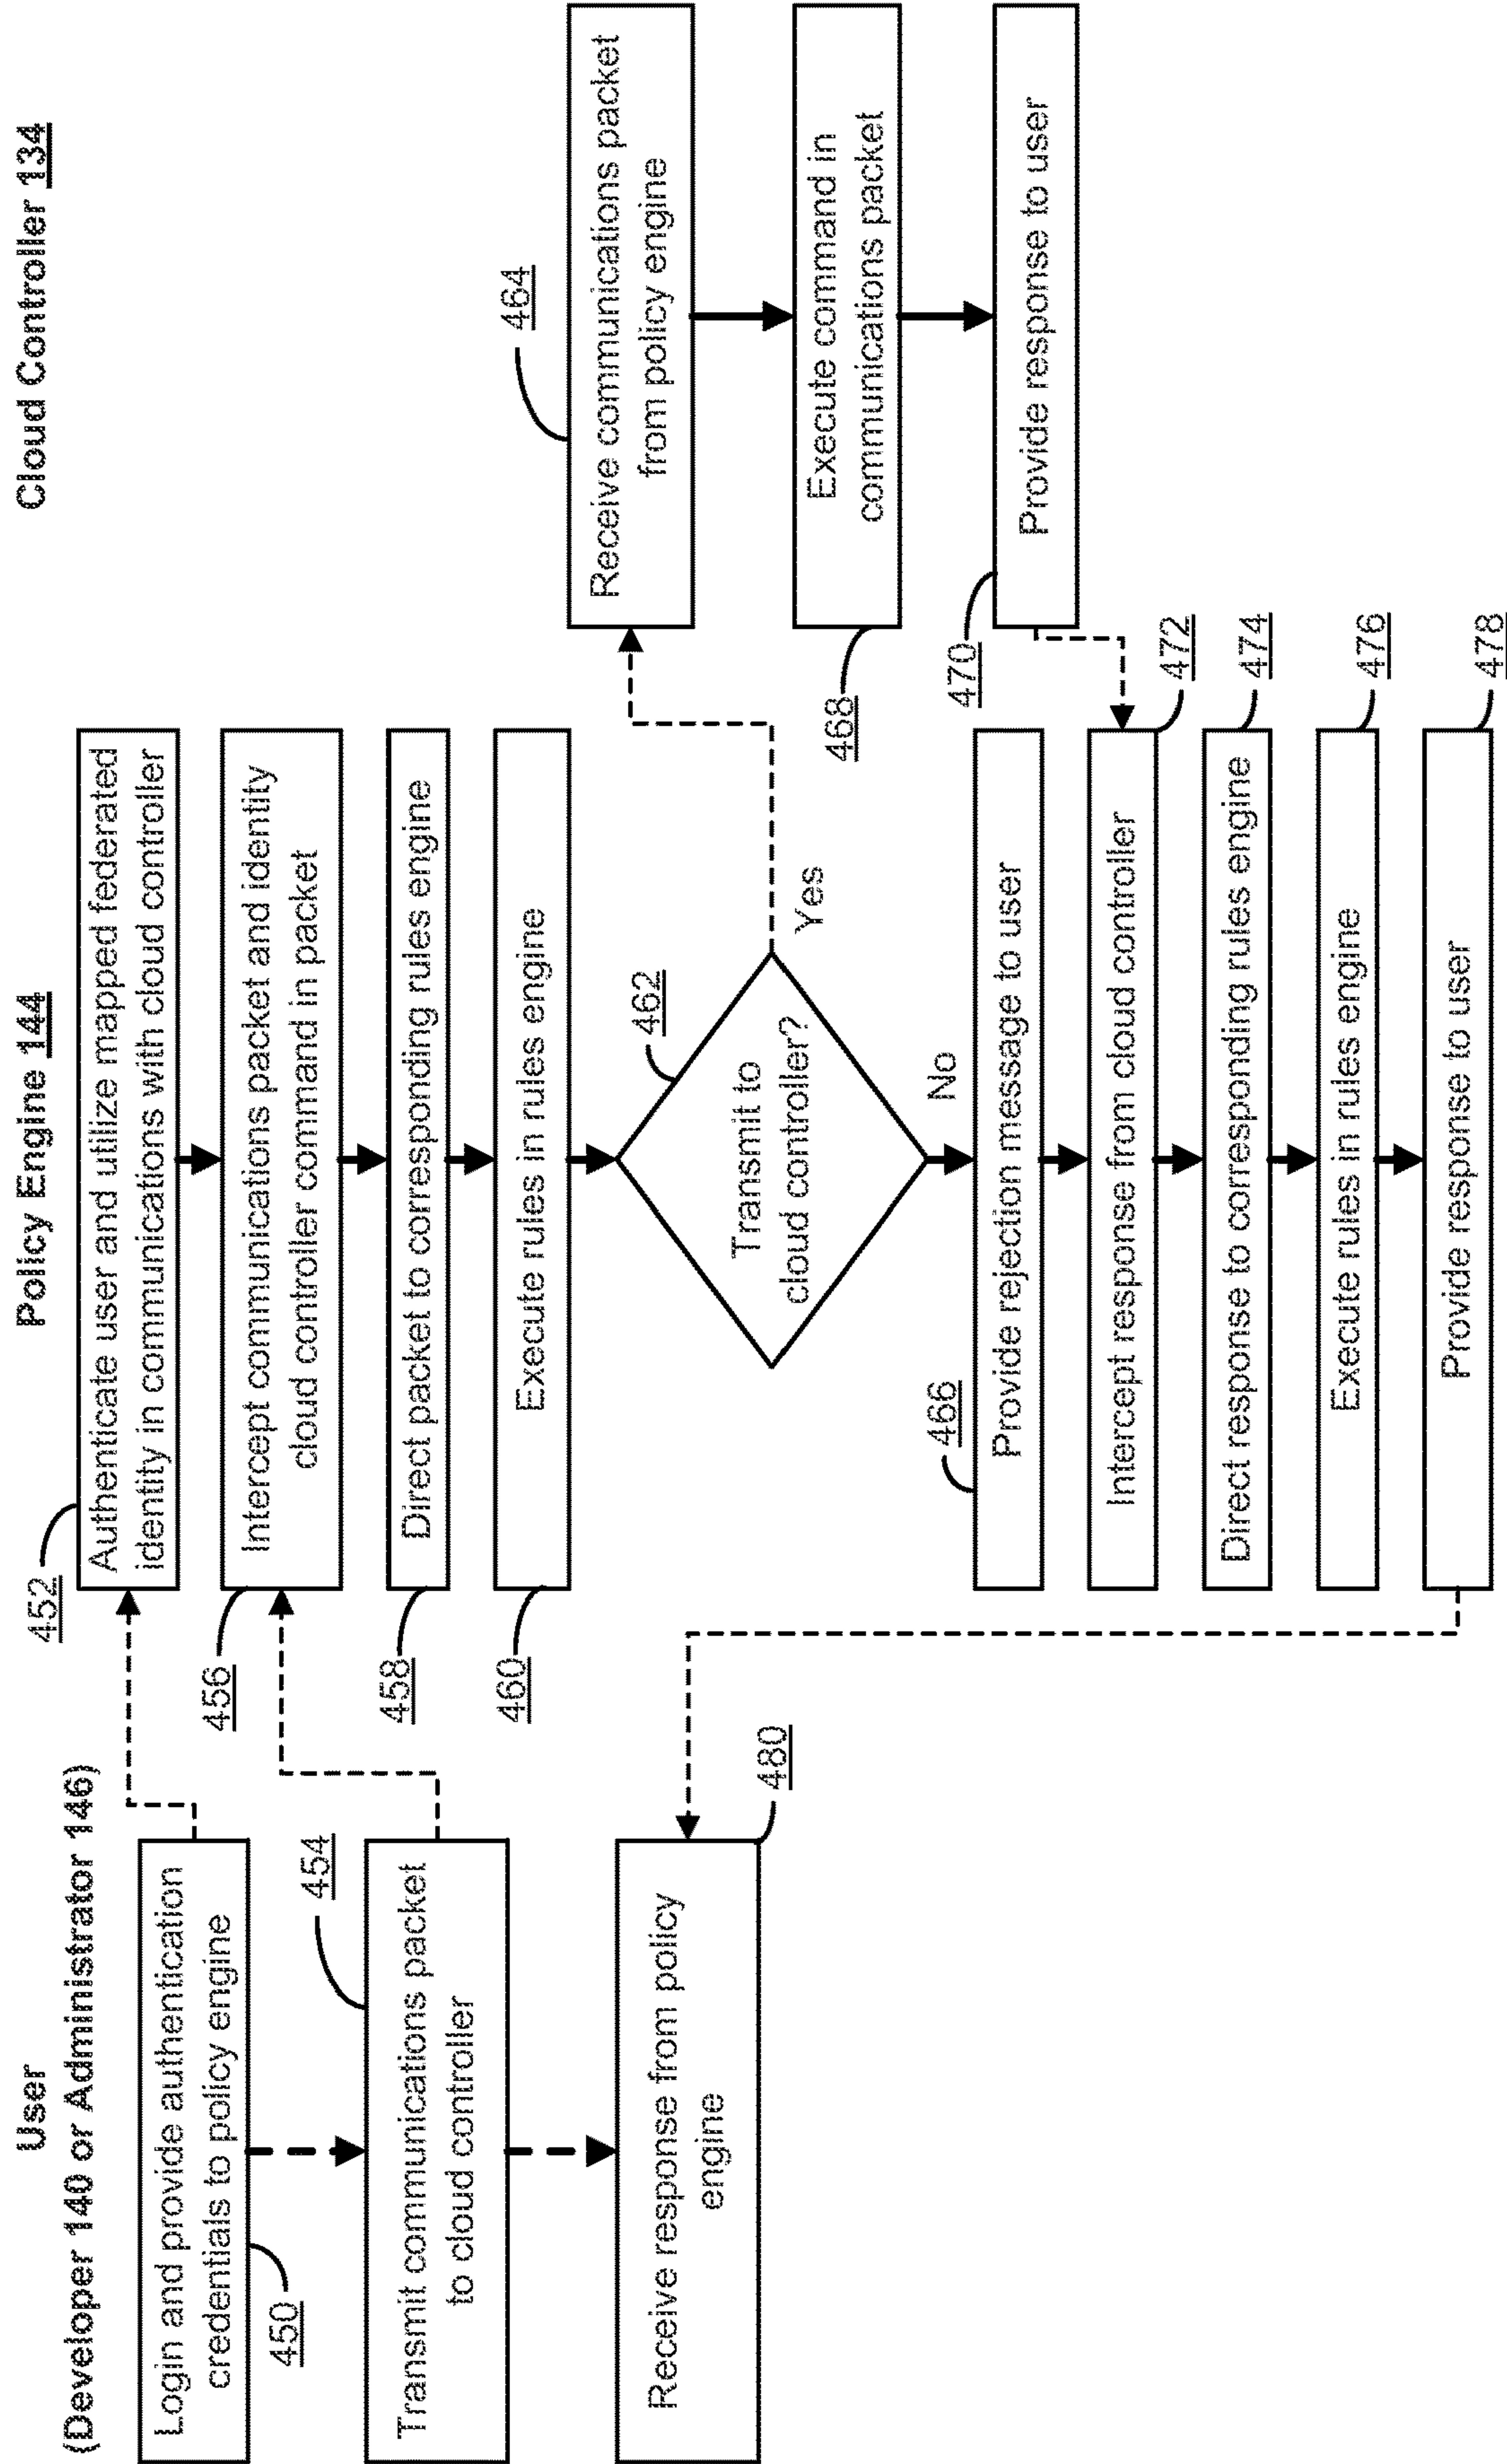 User
(Developer 140 or Administrator 146)
Login and provide authentication
credentials to policy engine
450
Transmit communications packet
to cloud controller
454
Receive response from policy
engine
480
Policy Engine 144
452
Authenticate user and utilize mapped federated
identity in communications with cloud controller
456
Intercept communications packet and identity
cloud controller command in packet
458
Direct packet to corresponding rules engine
460
Execute rules in rules engine
462
Transmit to
cloud controller?
Yes
No
466
Provide rejection message to user
Intercept response from cloud controller
472
Direct response to corresponding rules engine
474
Execute rules in rules engine
476
Provide response to user
478
Cloud Controller 134
464
Receive communications packet
from policy engine
468
Execute command in
communications packet
470
Provide response to user